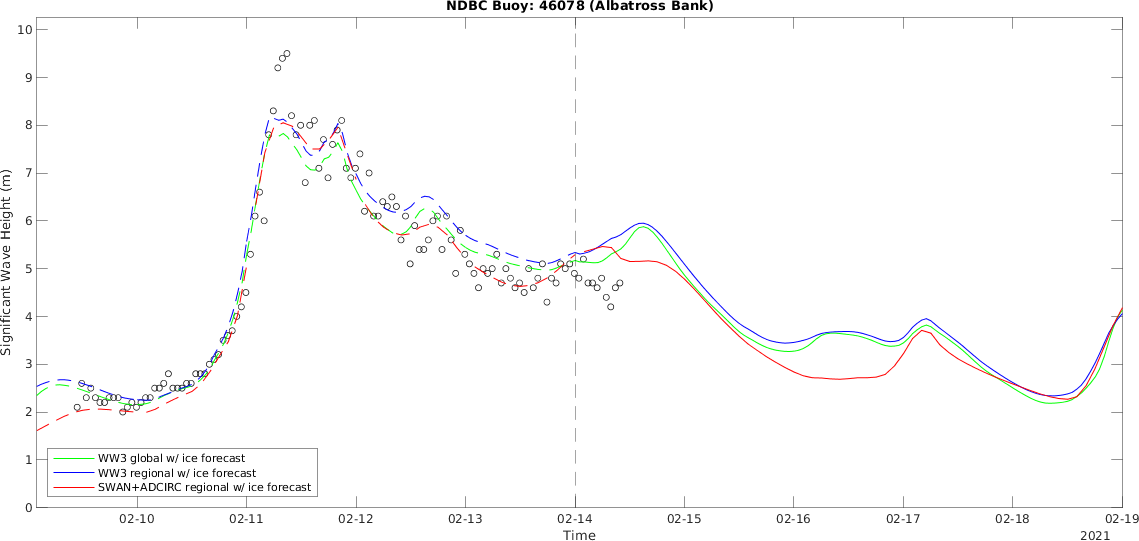 NDBC Buoy: 46078 (Albatross Bank)
10
9
8
7
6
5
4
3
2
1
0
Significant Wave Height (m)
WW3 global w/ ice forecast
WW3 regional w/ ice forecast
SWAN+ADCIRC regional w/ ice forecast
02-10 02-11 02-12 02-13 02-14 02-15 02-16 02-17 02-18 02-19
Time
2021